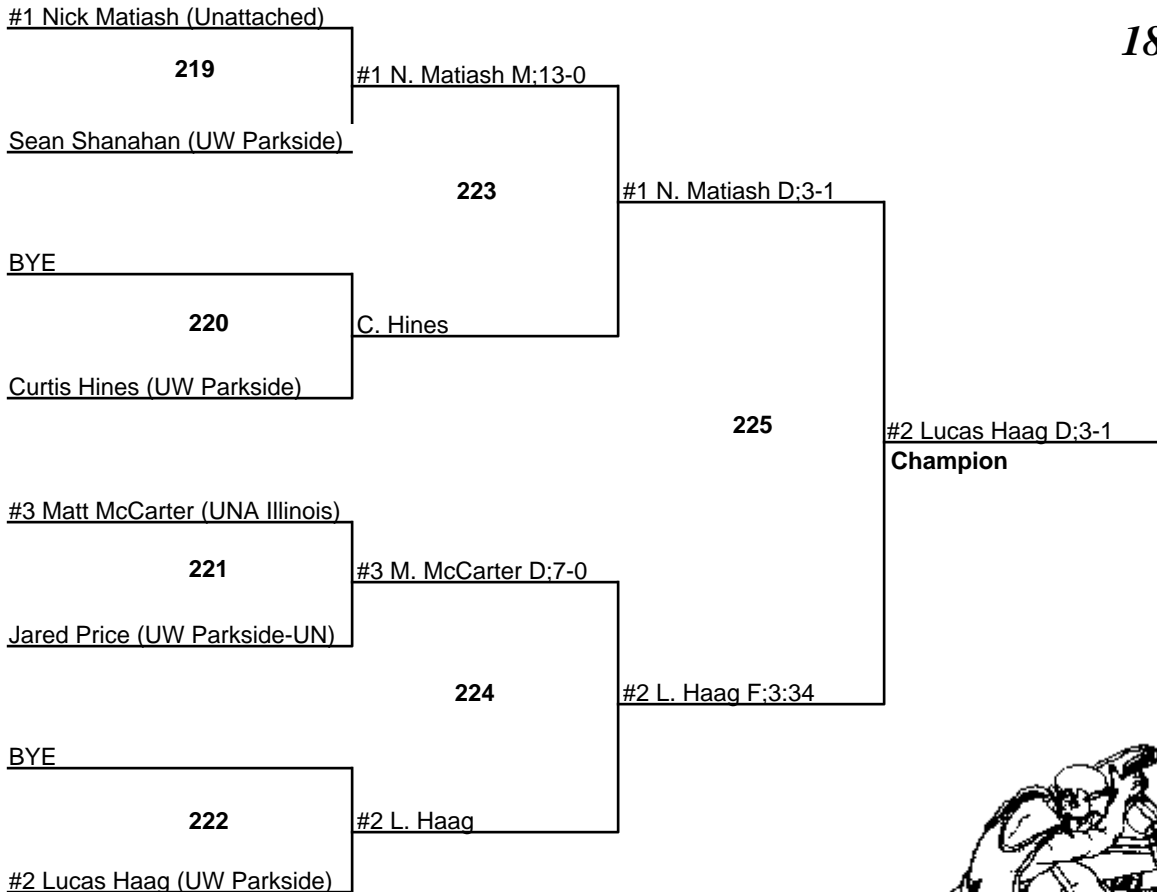 #1 Nick Matiash (Unattached)
18
219
#1 N. Matiash M;13-0
Sean Shanahan (UW Parkside)
223
#1 N. Matiash D;3-1
BYE
220
C. Hines
Curtis Hines (UW Parkside)
225
#2 Lucas Haag D;3-1
Champion
#3 Matt McCarter (UNA Illinois)
221
#3 M. McCarter D;7-0
Jared Price (UW Parkside-UN)
224
#2 L. Haag F;3:34
BYE
222
#2 L. Haag
#2 Lucas Haag (UW Parkside)